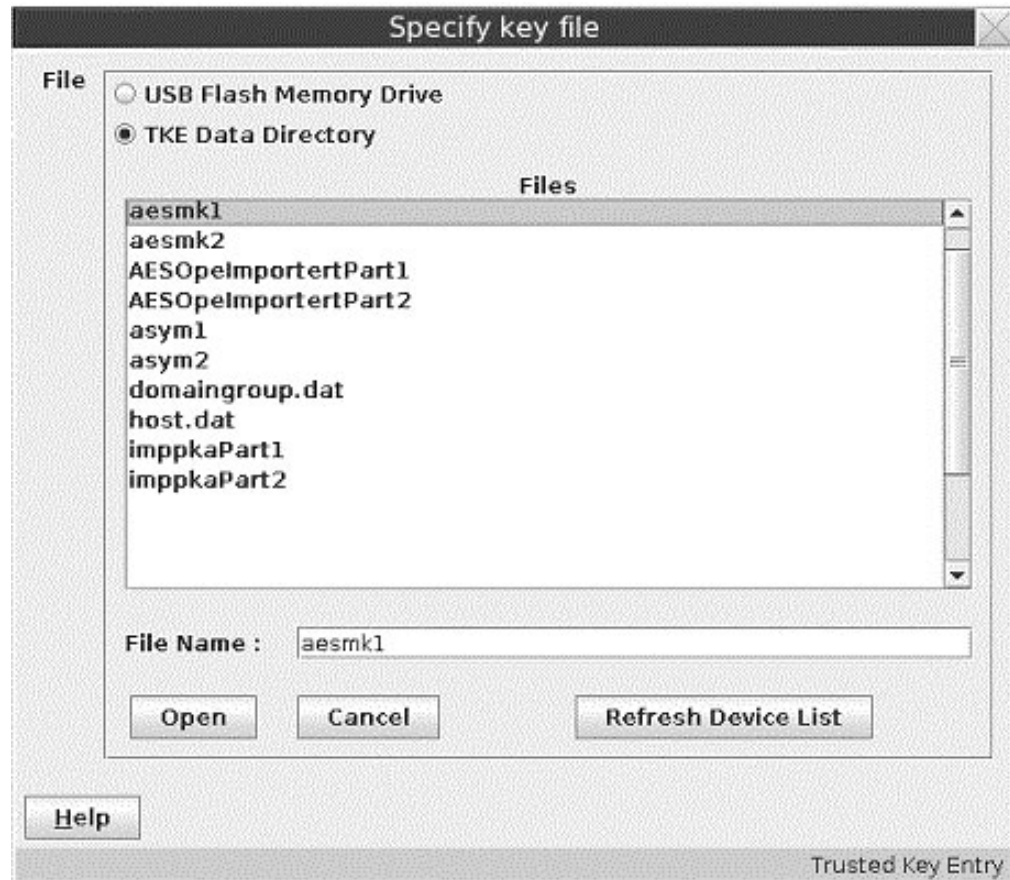 Specify key file
File
USB Flash Memory Drive
TKE Data Directory
Files
aesmk1
aesmk2
AESOpeImportertPart1
AESOpeImportertPart2
asym1
asym2
domaingroup.dat
host.dat
imppkaPart1
imppkaPart2
File Name : aesmk1
Open Cancel Refresh Device List
Help
Trusted Key Entry